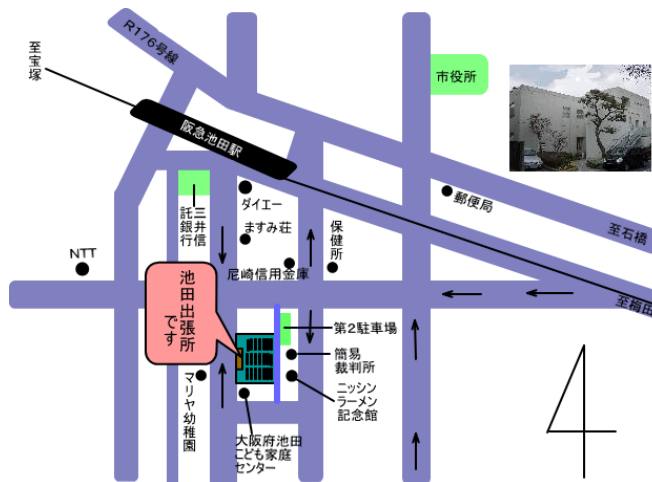 R176号線
至宝塚
市役所
阪急池田駅
三井信
託銀行
ダイエー
ますみ荘
保健所
郵便局
至石橋
NTT
尼崎信用金庫
至梅田
池田出張所
です
第2駐車場
簡易
裁判所
マリヤ幼稚園
ニッシン
ラーメン
記念館
大阪府池田
こども家庭
センター